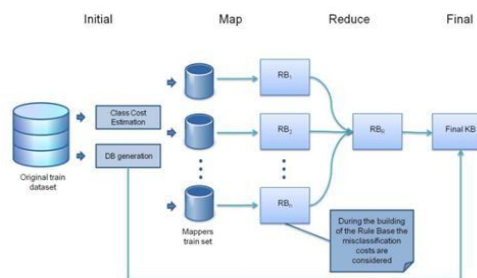 Initial
Map
Reduce
Final
Original train
dataset
Class Cost
Estimation
DB generation
Mappers
train set
RB₁
RB₂
RBₙ
RB_R
Final KB
During the building
of the Rule Base the
misclassification
costs are
considered